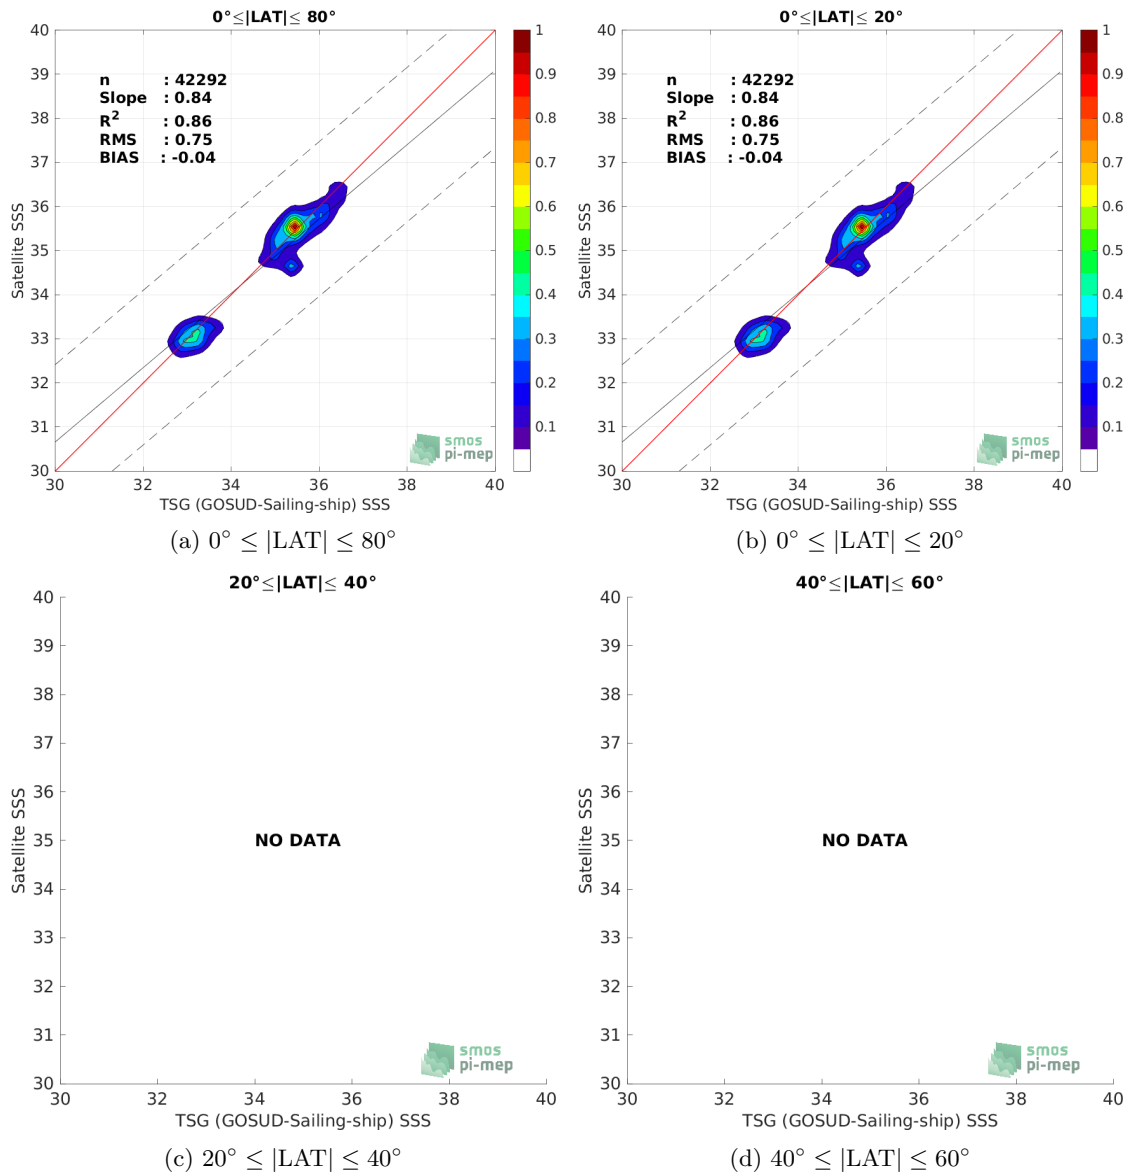 0°≤|LAT|≤ 80°
40
39
38
37
36
35
34
33
32
31
30
30 32 34 36 38 40
Satellite SSS
TSG (GOSUD-Sailing-ship) SSS
n : 42292
Slope : 0.84
R² : 0.86
RMS : 0.75
BIAS : -0.04
1
0.9
0.8
0.7
0.6
0.5
0.4
0.3
0.2
0.1
smos
pi-mep
(a) 0° ≤ |LAT| ≤ 80°
0°≤|LAT|≤ 20°
40
39
38
37
36
35
34
33
32
31
30
30 32 34 36 38 40
Satellite SSS
TSG (GOSUD-Sailing-ship) SSS
n : 42292
Slope : 0.84
R² : 0.86
RMS : 0.75
BIAS : -0.04
1
0.9
0.8
0.7
0.6
0.5
0.4
0.3
0.2
0.1
smos
pi-mep
(b) 0° ≤ |LAT| ≤ 20°
20°≤|LAT|≤ 40°
40
39
38
37
36
35
34
33
32
31
30
30 32 34 36 38 40
Satellite SSS
TSG (GOSUD-Sailing-ship) SSS
NO DATA
smos
pi-mep
(c) 20° ≤ |LAT| ≤ 40°
40°≤|LAT|≤ 60°
40
39
38
37
36
35
34
33
32
31
30
30 32 34 36 38 40
Satellite SSS
TSG (GOSUD-Sailing-ship) SSS
NO DATA
smos
pi-mep
(d) 40° ≤ |LAT| ≤ 60°